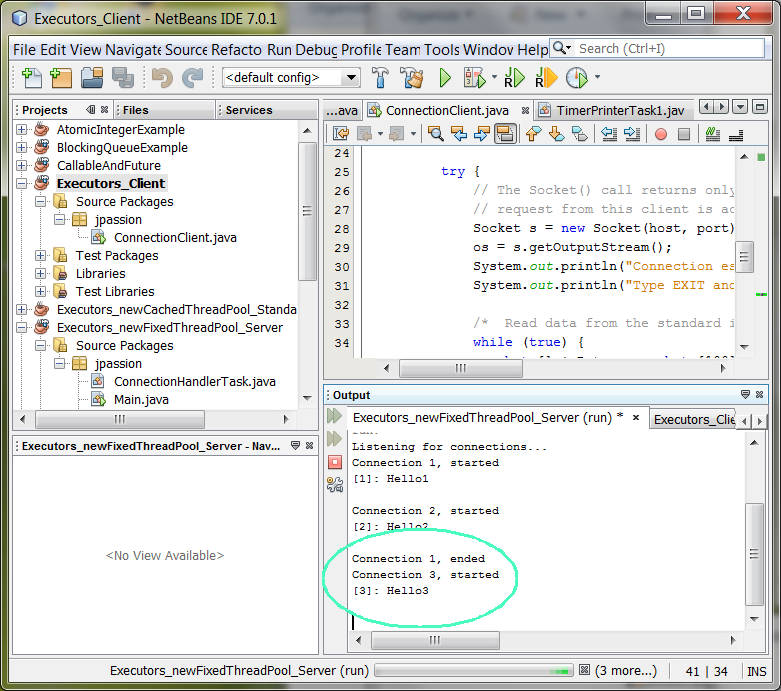 Executors_Client - NetBeans IDE 7.0.1
File Edit View Navigate Source Refacto Run Debug Profile Team Tools Window Help Search (Ctrl+I)
<default config>
Projects Files Services
AtomicIntegerExample
BlockingQueueExample
CallableAndFuture
Executors_Client
Source Packages
jpassion
ConnectionClient.java
Test Packages
Libraries
Test Libraries
Executors_newCachedThreadPool_Standa
Executors_newFixedThreadPool_Server
Source Packages
jpassion
ConnectionHandlerTask.java
Main.java
Executors_newFixedThreadPool_Server - Nav...
<No View Available>
...ava ConnectionClient.java TimerPrinterTask1.jav
24
25 try {
26 // The Socket() call returns only
27 // request from this client is ac
28 Socket s = new Socket(host, port)
29 os = s.getOutputStream();
30 System.out.println("Connection es
31 System.out.println("Type EXIT and
32
33 /* Read data from the standard i
34 while (true) {
Output
Executors_newFixedThreadPool_Server (run) * Executors_Clie
Listening for connections...
Connection 1, started
[1]: Hello1
Connection 2, started
[2]: Hello2
Connection 1, ended
Connection 3, started
[3]: Hello3
Executors_newFixedThreadPool_Server (run) (3 more...) 41 | 34 INS